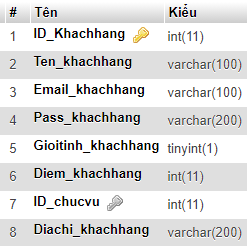 # Tên Kiểu
1 ID_Khachhang int(11)
2 Ten_khachhang varchar(100)
3 Email_khachhang varchar(100)
4 Pass_khachhang varchar(200)
5 Gioitinh_khachhang tinyint(1)
6 Diem_khachhang int(11)
7 ID_chucvu int(11)
8 Diachi_khachhang varchar(200)